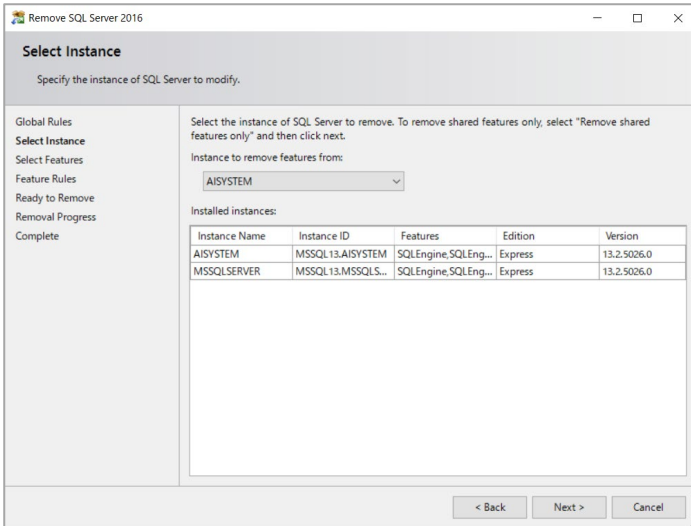 Remove SQL Server 2016
Select Instance
Specify the instance of SQL Server to modify.
Global Rules
Select Instance
Select Features
Feature Rules
Ready to Remove
Removal Progress
Complete
Select the instance of SQL Server to remove. To remove shared features only, select "Remove shared
features only" and then click next.
Instance to remove features from:
AISYSTEM
Installed instances:
Instance Name Instance ID Features Edition Version
AISYSTEM MSSQL13.AISYSTEM SQLEngine,SQLEng... Express 13.2.5026.0
MSSQLSERVER MSSQL13.MSSQLS... SQLEngine,SQLEng... Express 13.2.5026.0
< Back Next > Cancel